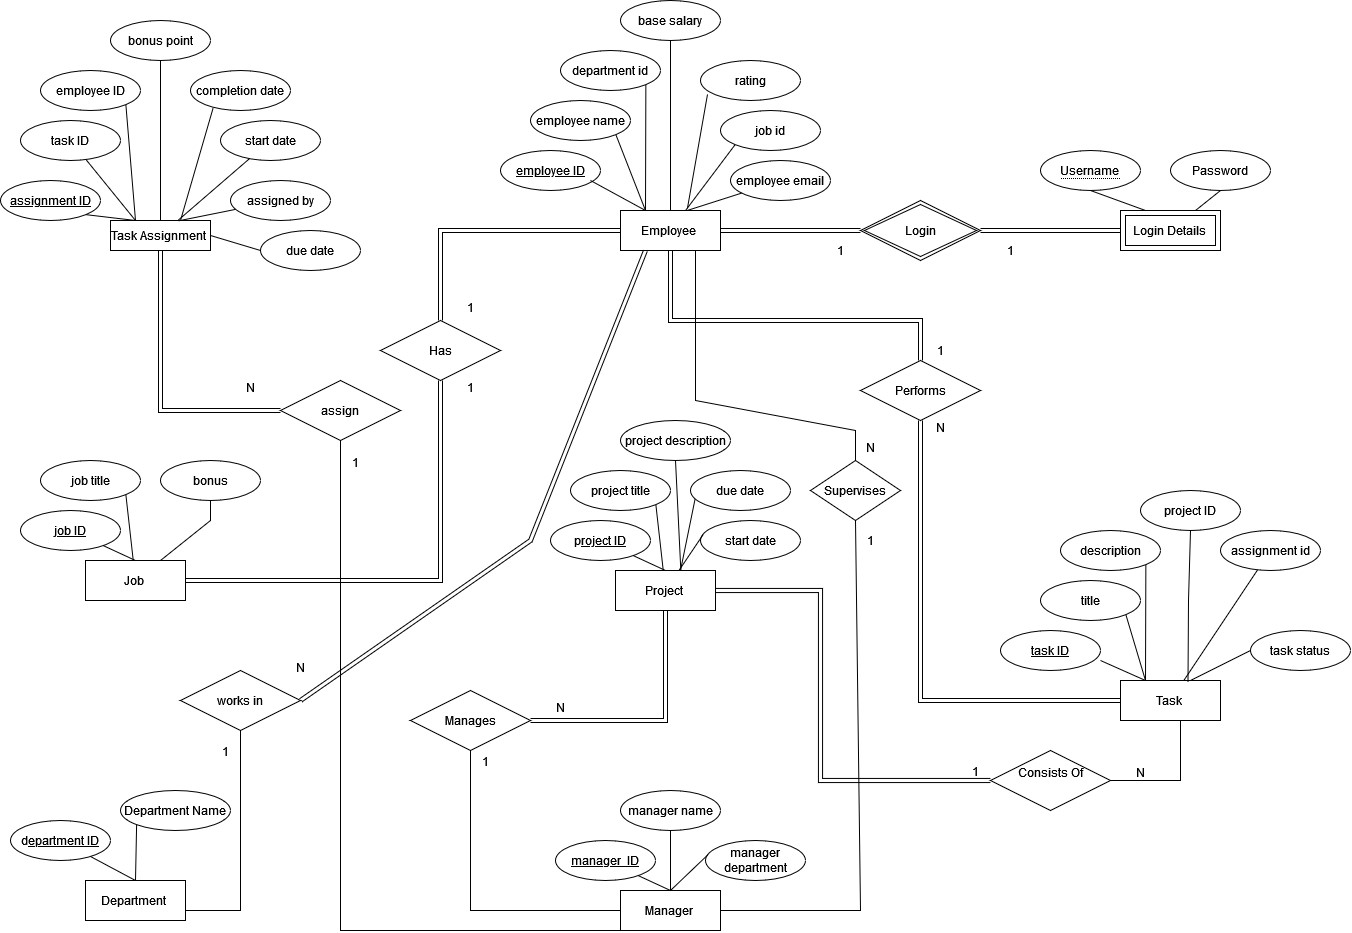 base salary
bonus point
department id
rating
employee ID
completion date
employee name
job id
task ID
start date
employee ID
employee email
Username
Password
assignment ID
assigned by
Task Assignment
due date
Employee
Login
Login Details
1
1
1
Has
1
1
Performs
N
N
assign
1
project description
N
Supervises
1
job title
bonus
project title
due date
project ID
job ID
project ID
start date
description
assignment id
Job
Project
title
task ID
task status
N
works in
1
Manages
N
1
Task
1
Consists Of
N
Department Name
manager name
department ID
manager ID
manager
department
Department
Manager